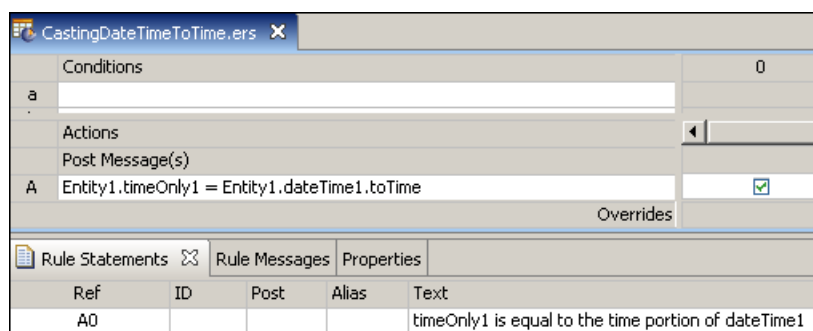 CastingDateTimeToTime.ers
Conditions 0
a
Actions
Post Message(s)
A Entity1.timeOnly1 = Entity1.dateTime1.toTime
Overrides
Rule Statements Rule Messages Properties
Ref ID Post Alias Text
A0 timeOnly1 is equal to the time portion of dateTime1